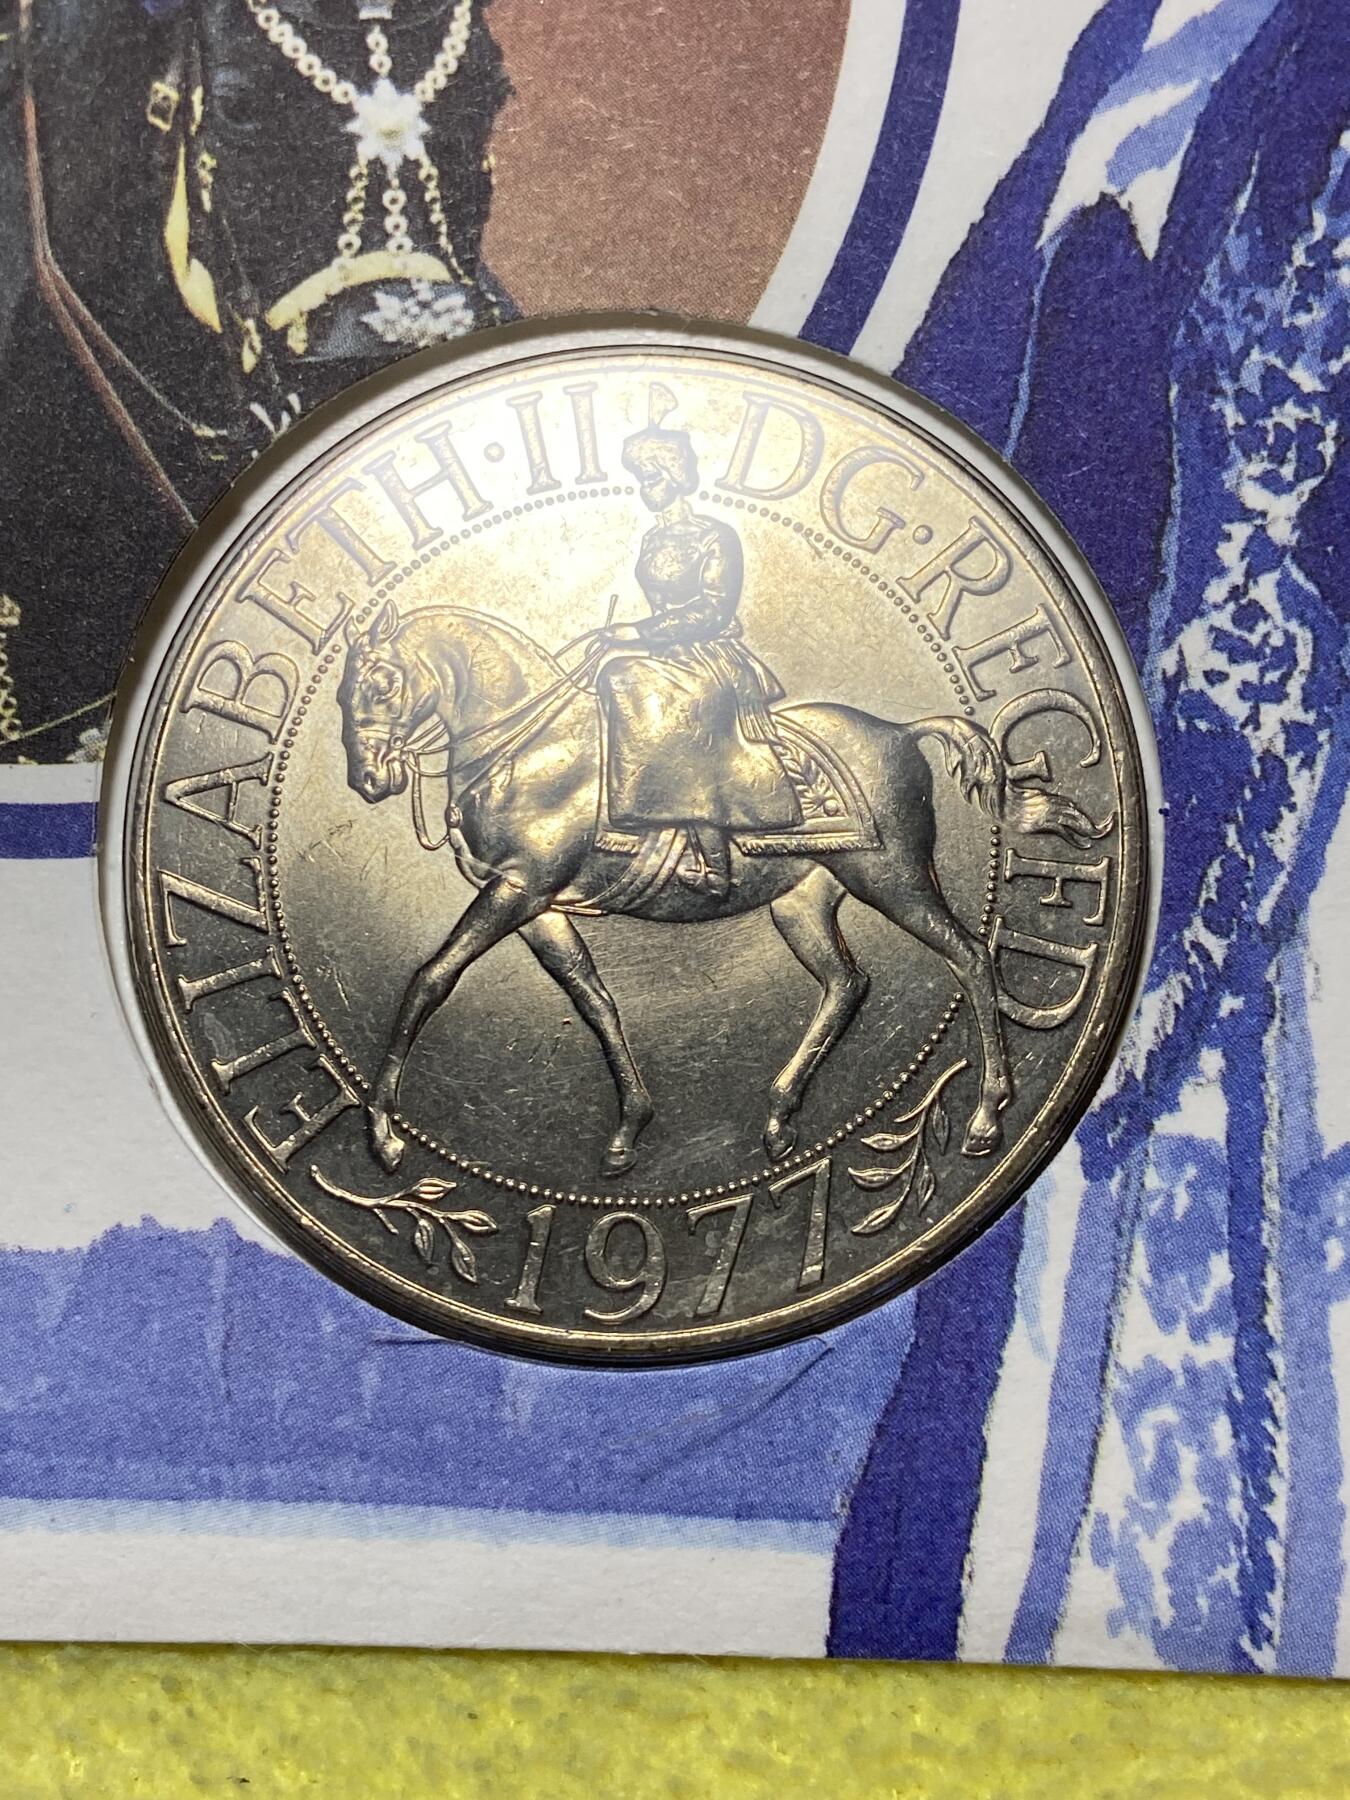 ELIZABETH·II DG·REG FD
1977